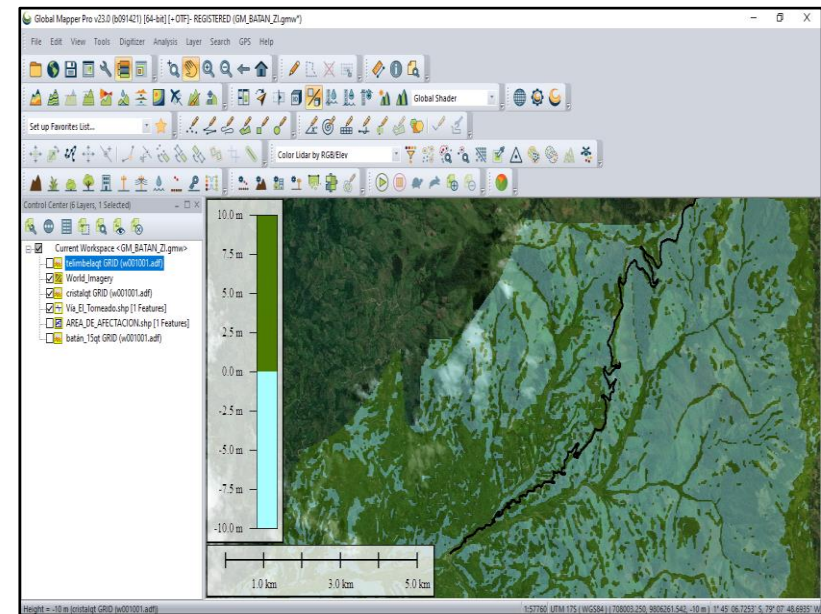 Global Mapper Pro v23.0 (b091421) [64-bit] [+OTF]- REGISTERED (GM_BATAN_ZI.gmw*)
File Edit View Tools Digitizer Analysis Layer Search GPS Help
Global Shader
Set up Favorites List...
Color Lidar by RGB/Elev
Control Center (6 Layers, 1 Selected)
Current Workspace <GM_BATAN_ZI.gmw>
telimbelaqt GRID (w001001.adf)
World_Imagery
cristalqt GRID (w001001.adf)
Vía_El_Torneado.shp [1 Features]
AREA_DE_AFECTACION.shp [1 Features]
batán_15qt GRID (w001001.adf)
10.0 m
7.5 m
5.0 m
2.5 m
0.0 m
-2.5 m
-5.0 m
-7.5 m
-10.0 m
1.0 km 3.0 km 5.0 km
Height = -10 m (cristalqt GRID (w001001.adf))
1:57760 UTM 17S ( WGS84 ) ( 708003.250, 9806261.542, -10 m ) 1° 45' 06.7253" S, 79° 07' 48.6935" W